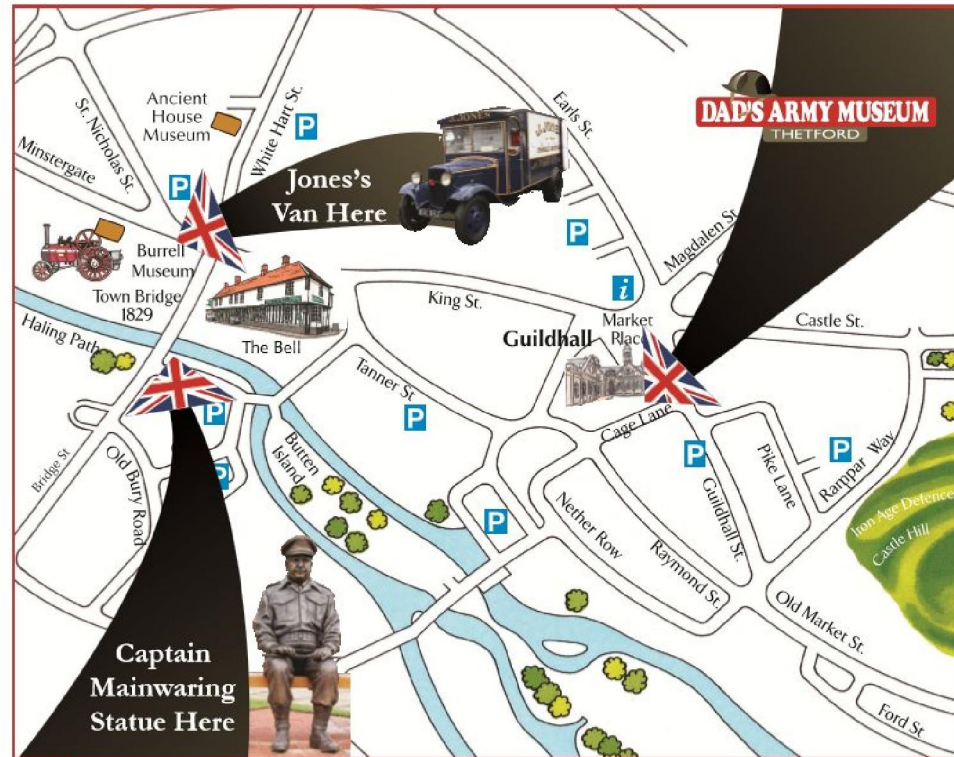 Ancient
House
Museum
St. Nicholas St.
Minstergate
White Hart St.
P
P
Jones's
Van Here
J. JONES
Earls St.
DAD'S ARMY MUSEUM
THETFORD
P
Magdalen St
i
Burrell
Museum
Town Bridge
1829
Haling Path
The Bell
King St.
Guildhall
Market
Place
Castle St.
Tanner St
P
P
Cage Lane
P
Pike Lane
P
Rarppar Way
Bridge St
Old Bury Road
P
Butten
Island
P
Nether Row
Raymond St.
Guildhall St.
Iron Age Defence
Castle Hill
Old Market St.
Ford St
Captain
Mainwaring
Statue Here